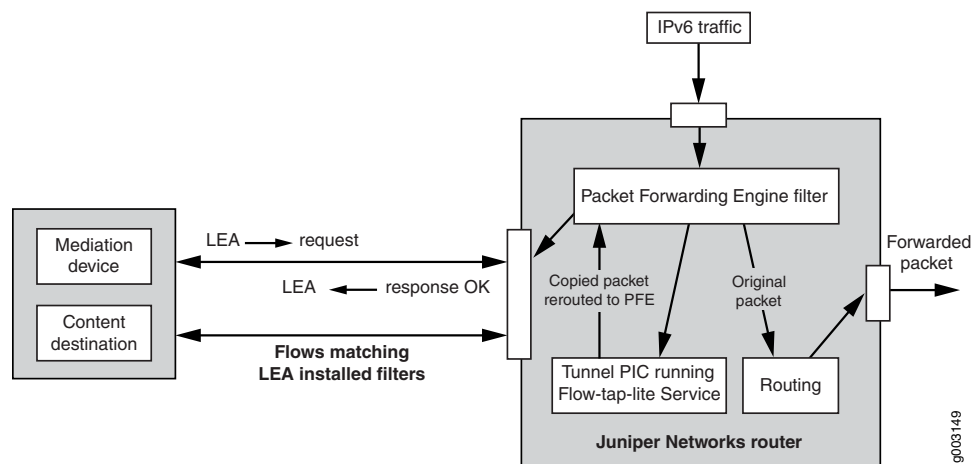 IPv6 traffic
Packet Forwarding Engine filter
LEA → request
Mediation
device
LEA ← response OK
Content
destination
Flows matching
LEA installed filters
Copied packet
rerouted to PFE
Original
packet
Forwarded
packet
Tunnel PIC running
Flow-tap-lite Service
Routing
Juniper Networks router
g003149